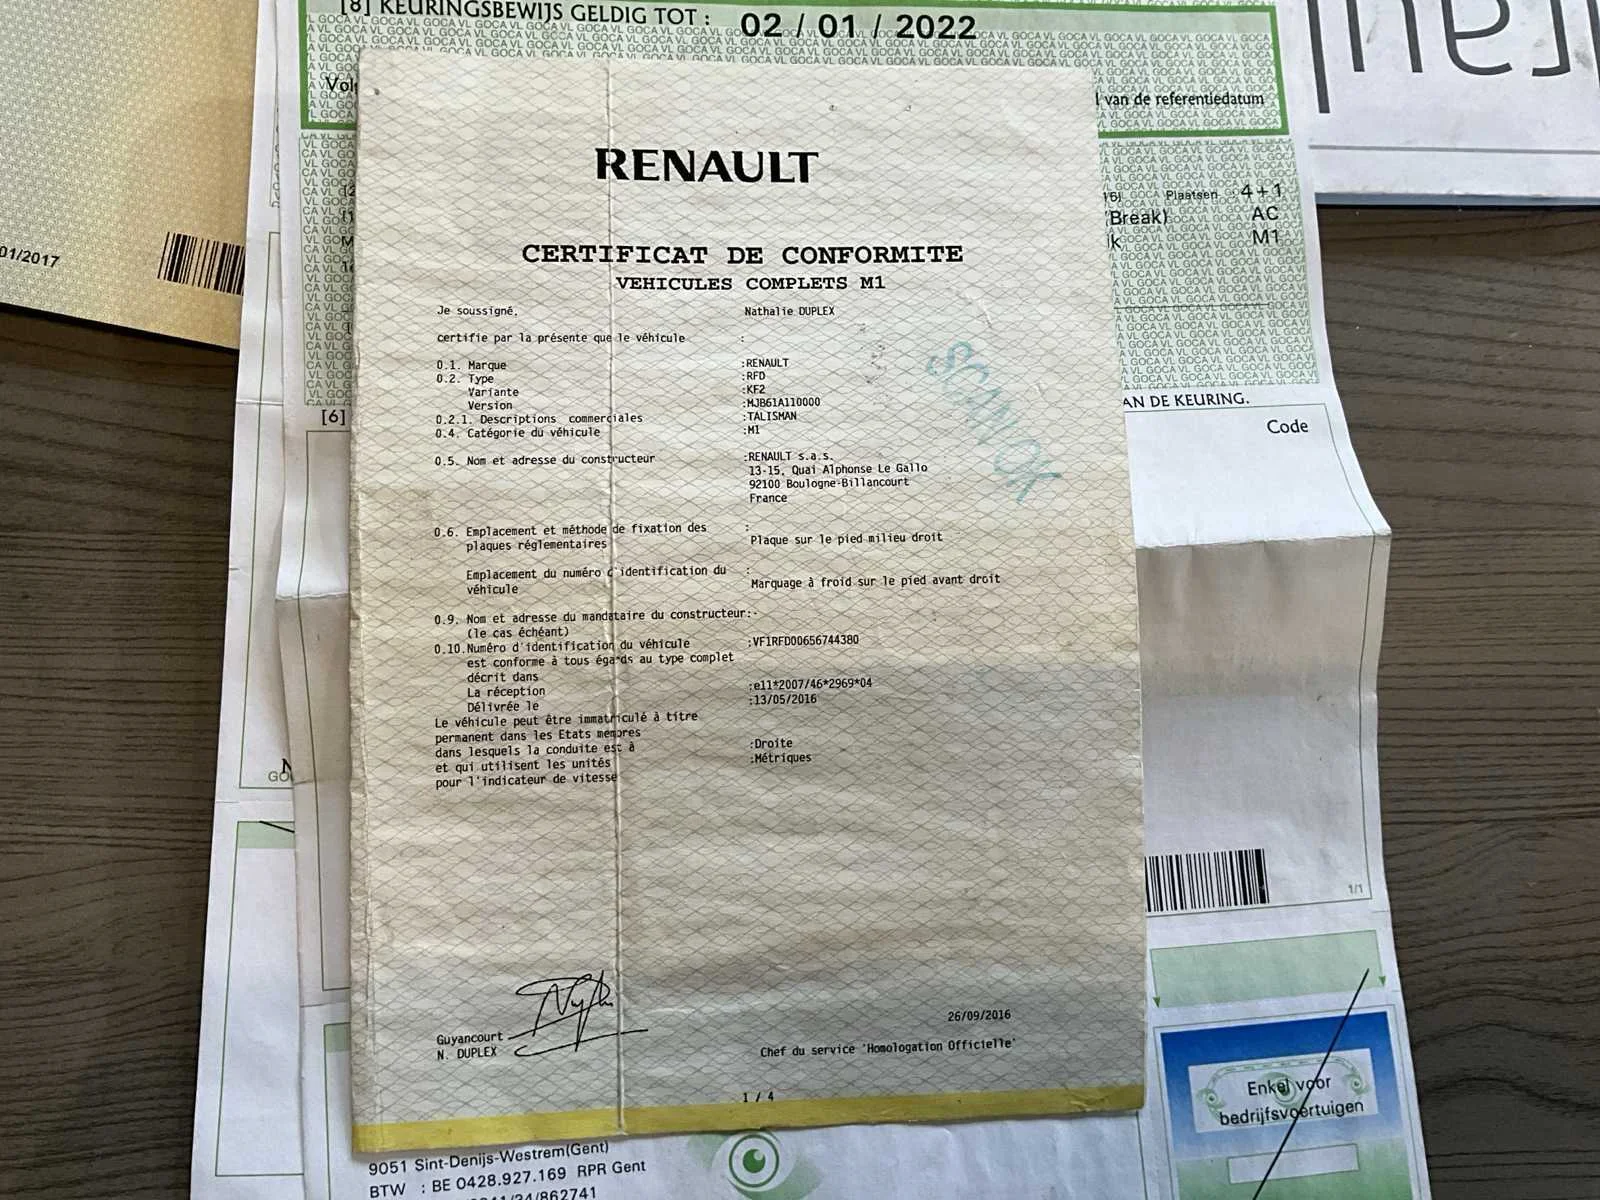 [8] KEURINGSBEWIJS GELDIG TOT : 02 / 01 / 2022
van de referentiedatum
01/2017
Plaatsen 4+1
(Break) AC
M1
[6]
AN DE KEURING.
Code
RENAULT
CERTIFICAT DE CONFORMITE
VEHICULES COMPLETS M1
Je soussigné, Nathalie DUPLEX
certifie par la présente que le véhicule :
0.1. Marque :RENAULT
0.2. Type :RFD
Variante :KF2
Version :MJB61A110000
0.2.1. Descriptions commerciales :TALISMAN
0.4. Catégorie du véhicule :M1
0.5. Nom et adresse du constructeur :RENAULT s.a.s.
13-15, Quai Alphonse Le Gallo
92100 Boulogne-Billancourt
France
SCAN OK
0.6. Emplacement et méthode de fixation des :
plaques réglementaires Plaque sur le pied milieu droit
Emplacement du numéro d'identification du :
véhicule Marquage à froid sur le pied avant droit
0.9. Nom et adresse du mandataire du constructeur:-
(le cas échéant)
0.10.Numéro d'identification du véhicule :VF1RFD00656744380
est conforme à tous égards au type complet
décrit dans
La réception :e11*2007/46*2969*04
Délivrée le :13/05/2016
Le véhicule peut être immatriculé à titre
permanent dans les Etats membres
dans lesquels la conduite est à :Droite
et qui utilisent les unités :Métriques
pour l'indicateur de vitesse
Guyancourt
N. DUPLEX
26/09/2016
Chef du service 'Homologation Officielle'
1 / 4
1/1
Enkel voor
bedrijfsvoertuigen
9051 Sint-Denijs-Westrem(Gent)
BTW : BE 0428.927.169 RPR Gent